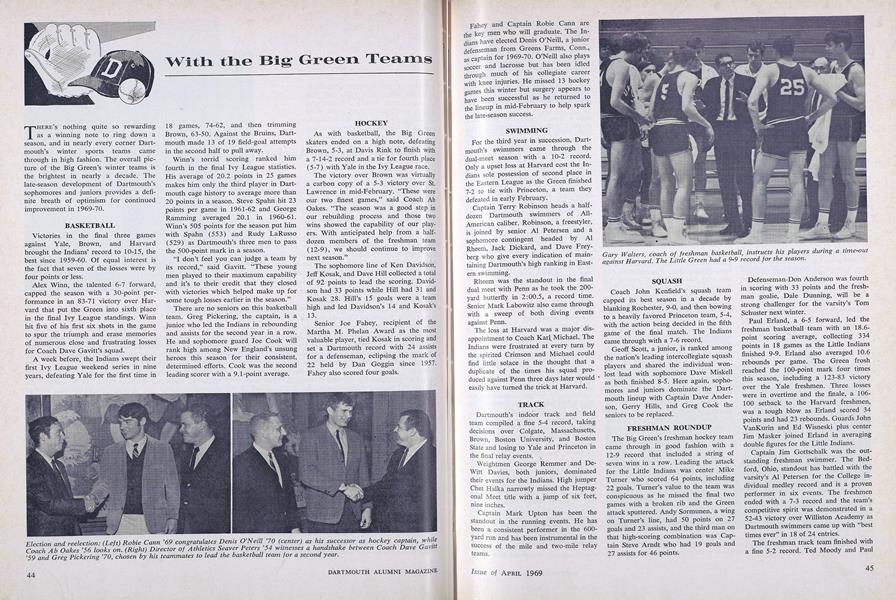 D
With the Big Green Teams
THERE'S nothing quite so rewarding
as a winning note to ring down a
season, and in nearly every corner Dart-
mouth's winter sports teams came
through in high fashion. The overall pic-
ture of the Big Green's winter teams is
the brightest in nearly a decade. The
late-season development of Dartmouth's
sophomores and juniors provides a defi-
nite breath of optimism for continued
improvement in 1969-70.
BASKETBALL
Victories in the final three games
against Yale, Brown, and Harvard
brought the Indians' record to 10-15, the
best since 1959-60. Of equal interest is
the fact that seven of the losses were by
four points or less.
Alex Winn, the talented 6-7 forward,
capped the season with a 30-point per-
formance in an 83-71 victory over Har-
vard that put the Green into sixth place
in the final Ivy League standings. Winn
hit five of his first six shots in the game
to spur the triumph and erase memories
of numerous close and frustrating losses
for Coach Dave Gavitt's squad.
A week before, the Indians swept their
first Ivy League weekend series in nine
years, defeating Yale for the first time in
18 games, 74-62, and then trimming
Brown, 63-50. Against the Bruins, Dart-
mouth made 13 of 19 field-goal attempts
in the second half to pull away.
Winn's torrid scoring ranked him
fourth in the final Ivy League statistics.
His average of 20.2 points in 25 games
makes him only the third player in Dart-
mouth cage history to average more than
20 points in a season. Steve Spahn hit 23
points per game in 1961-62 and George
Ramming averaged 20.1 in 1960-61.
Winn's 505 points for the season put him
with Spahn (553) and Rudy LaRusso
(529) as Dartmouth's three men to pass
the 500-point mark in a season.
"I don't feel you can judge a team by
its record," said Gavitt. "These young
men played to their maximum capability
and it's to their credit that they closed
with victories which helped make up for
some tough losses earlier in the season."
There are no seniors on this basketball
team. Greg Pickering, the captain, is a
junior who led the Indians in rebounding
and assists for the second year in a row.
He and sophomore guard Joe Cook will
rank high among New England's unsung
heroes this season for their consistent,
determined efforts. Cook was the second
leading scorer with a 9.1-point average.
HOCKEY
As with basketball, the Big Green
skaters ended on a high note, defeating
Brown, 5-3, at Davis Rink to finish with
a 7-14-2 record and a tie for fourth place
(5-7) with Yale in the Ivy League race.
The victory over Brown was virtually
a carbon copy of a 5-3 victory over St.
Lawrence in mid-February. "These were
our two finest games," said Coach Ab
Oakes. "The season was a good step in
our rebuilding process and those two
wins showed the capability of our play-
ers. With anticipated help from a half-
dozen members of the freshman team
(12-9), we should continue to improve
next season."
The sophomore line of Ken Davidson,
Jeff Kosak, and Dave Hill collected a total
of 92 points to lead the scoring. David-
son had 33 points while Hill had 31 and
Kosak 28. Hill's 15 goals were a team
high and led Davidson's 14 and Kosak's
13.
Senior Joe Fahey, recipient of the
Martha M. Phelan Award as the most
valuable player, tied Kosak in scoring and
set a Dartmouth record with 24 assists
for a defenseman, eclipsing the mark of
22 held by Dan Goggin since 1957.
Fahey also scored four goals.
Election and reelection: (Left) Robie Cann '69 congratulates Denis O'Neill '70 (center) as his successor as hockey captain, while
Coach Ab Oakes '56 looks on. (Right) Director of Athletics Seaver Peters '54 witnesses a handshake between Coach Dave Gavitt
'59 and Greg Pickering '70, chosen by his teammates to lead the basketball team for a second year.
44
DARTMOUTH ALUMNI MAGAZINE
Fahey and Captain Robie Cann are
the key men who will graduate. The In-
dians have elected Denis O'Neill, a junior
defenseman from Greens Farms, Conn.,
as captain for 1969-70. O'Neill also plays
soccer and lacrosse but has been idled
through much of his collegiate career
with knee injuries. He missed 13 hockey
games this winter but surgery appears to
have been successful as he returned to
the lineup in mid-February to help spark
the late-season success.
SWIMMING
For the third year in succession, Dart-
mouth's swimmers came through the
dual-meet season with a 10-2 record.
Only a upset loss at Harvard cost the In-
dians sole possession of second place in
the Eastern League as the Green finished
7-2 to tie with Princeton, a team they
defeated in early February.
Captain Terry Robinson heads a half-
dozen Dartmouth swimmers of All-
American caliber. Robinson, a freestyler,
is joined by senior Al Petersen and a
sophomore contingent headed by Al
Rheem, Jack Dickard, and Dave Frey-
berg who give every indication of main-
taining Dartmouth's high ranking in East-
ern swimming.
Rheem was the standout in the final
dual meet with Penn as he took the 200-
yard butterfly in 2:00.5, a record time.
Senior Mark Labowitz also came through
with a sweep of both diving events
against Penn.
The loss at Harvard was a major dis-
appointment to Coach Karl Michael. The
Indians were frustrated at every turn by
the spirited Crimson and Michael could
find little solace in the thought that a
duplicate of the times his squad pro-
duced against Penn three days later would
easily have turned the trick at Harvard.
TRACK
Dartmouth's indoor track and field
team compiled a fine 5-4 record, taking
decisions over Colgate, Massachusetts,
Brown, Boston University, and Boston
State and losing to Yale and Princeton in
the final relay events.
Weightmen George Remmer and De-
Witt Davies, both juniors, dominated
their events for the Indians. High jumper
Chet Halka narrowly missed the Heptag-
onal Meet title with a jump of six feet,
nine inches.
Captain Mark Upton has been the
standout in the running events. He has
been a consistent performer in the 600-
yard run and has been instrumental in the
success of the mile and two-mile relay
teams.
5
25
Gary Walters, coach of freshman basketball, instructs his players during a time-out
against Harvard. The Little Green had a 9-9 record for the season.
SQUASH
Coach John Kenfield's squash team
capped its best season in a decade by
blanking Rochester, 9-0, and then bowing
to a heavily favored Princeton team, 5-4,
with the action being decided in the fifth
game of the final match. The Indians
came through with a 7-6 record.
Geoff Scott, a junior, is ranked among
the nation's leading intercollegiate squash
players and shared the individual won-
lost lead with sophomore Dave Miskell
as both finished 8-5. Here again, sopho-
mores and juniors dominate the Dart-
mouth lineup with Captain Dave Ander-
son, Gerry Hills, and Greg Cook the
seniors to be replaced.
FRESHMAN ROUNDUP
The Big Green's freshman hockey team
came through in good fashion with a
12-9 record that included a string of
seven wins in a row. Leading the attack
for the Little Indians was center Mike
Turner who scored 64 points, including
22 goals. Turner's value to the team was
conspicuous as he missed the final two
games with a broken rib and the Green
attack sputtered. Andy Sormunen, a wing
on Turner's line, had 50 points on 27
goals and 23 assists, and the third man on
that high-scoring combination was Cap-
tain Steve Arndt who had 19 goals and
27 assists for 46 points.
Defenseman Don Anderson was fourth
in scoring with 33 points and the fresh-
man goalie, Dale Dunning, will be a
strong challenger for the varsity's Tom
Schuster next winter.
Paul Erland, a 6-5 forward, led the
freshman basketball team with an 18.6-
point scoring average, collecting 334
points in 18 games as the Little Indians
finished 9-9. Erland also averaged 10.6
rebounds per game. The Green frosh
reached the 100-point mark four times
this season, including a 123-83 victory
over the Yale freshmen. Three losses
were in overtime and the finale, a 106-
100 setback to the Harvard freshmen,
was a tough blow as Erland scored 34
points and had 23 rebounds. Guards John
VanKurin and Ed Wisneski plus center
Jim Masker joined Erland in averaging
double figures for the Little Indians.
Captain Jim Gottschalk was the out-
standing freshman swimmer. The Bed-
ford, Ohio, standout has battled with the
varsity's Al Petersen for the College in-
dividual medley record and is a proven
performer in six events. The freshmen
ended with a 7-3 record and the team's
competitive spirit was demonstrated in a
52-43 victory over Williston Academy as
Dartmouth swimmers came up with "best
times ever" in 18 of 24 entries.
The freshman track team finished with
a fine 5-2 record. Ted Moody and Paul
Issue of APRIL 1969
45